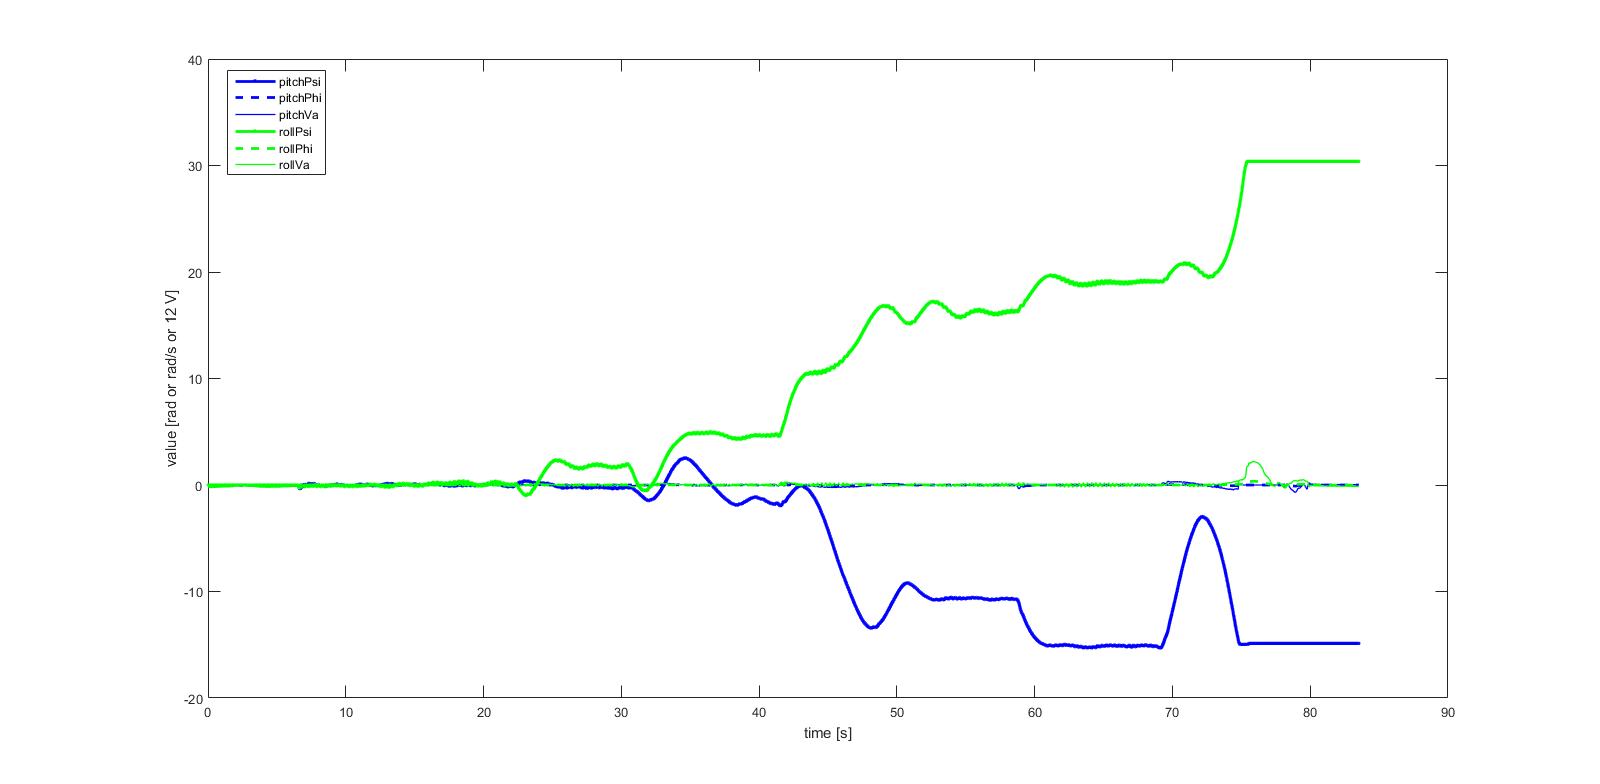 40
30
20
10
0
-10
-20
value [rad or rad/s or 12 V]
pitchPsi
pitchPhi
pitchVa
rollPsi
rollPhi
rollVa
0 10 20 30 40 50 60 70 80 90
time [s]